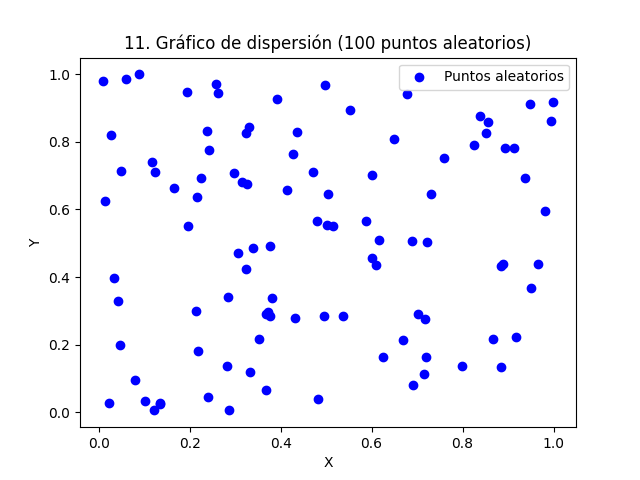 11. Gráfico de dispersión (100 puntos aleatorios)
Puntos aleatorios
1.0
0.8
0.6
0.4
0.2
0.0
Y
0.0 0.2 0.4 0.6 0.8 1.0
X